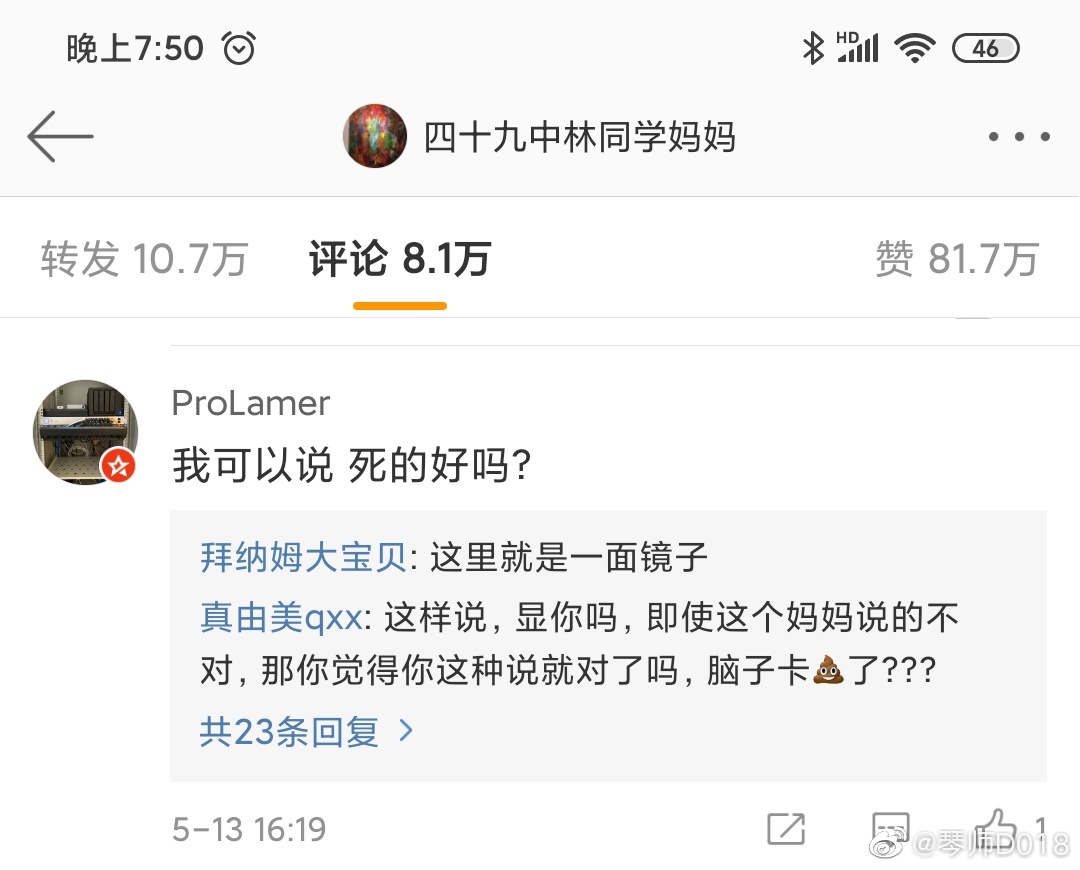 晚上7:50
HD
46
四十九中林同学妈妈
转发 10.7万
评论 8.1万
赞 81.7万
ProLamer
我可以说 死的好吗?
拜纳姆大宝贝: 这里就是一面镜子
真由美qxx: 这样说, 显你吗, 即使这个妈妈说的不
对, 那你觉得你这种说就对了吗, 脑子卡💩了???
共23条回复
5-13 16:19
1
@琴师D018